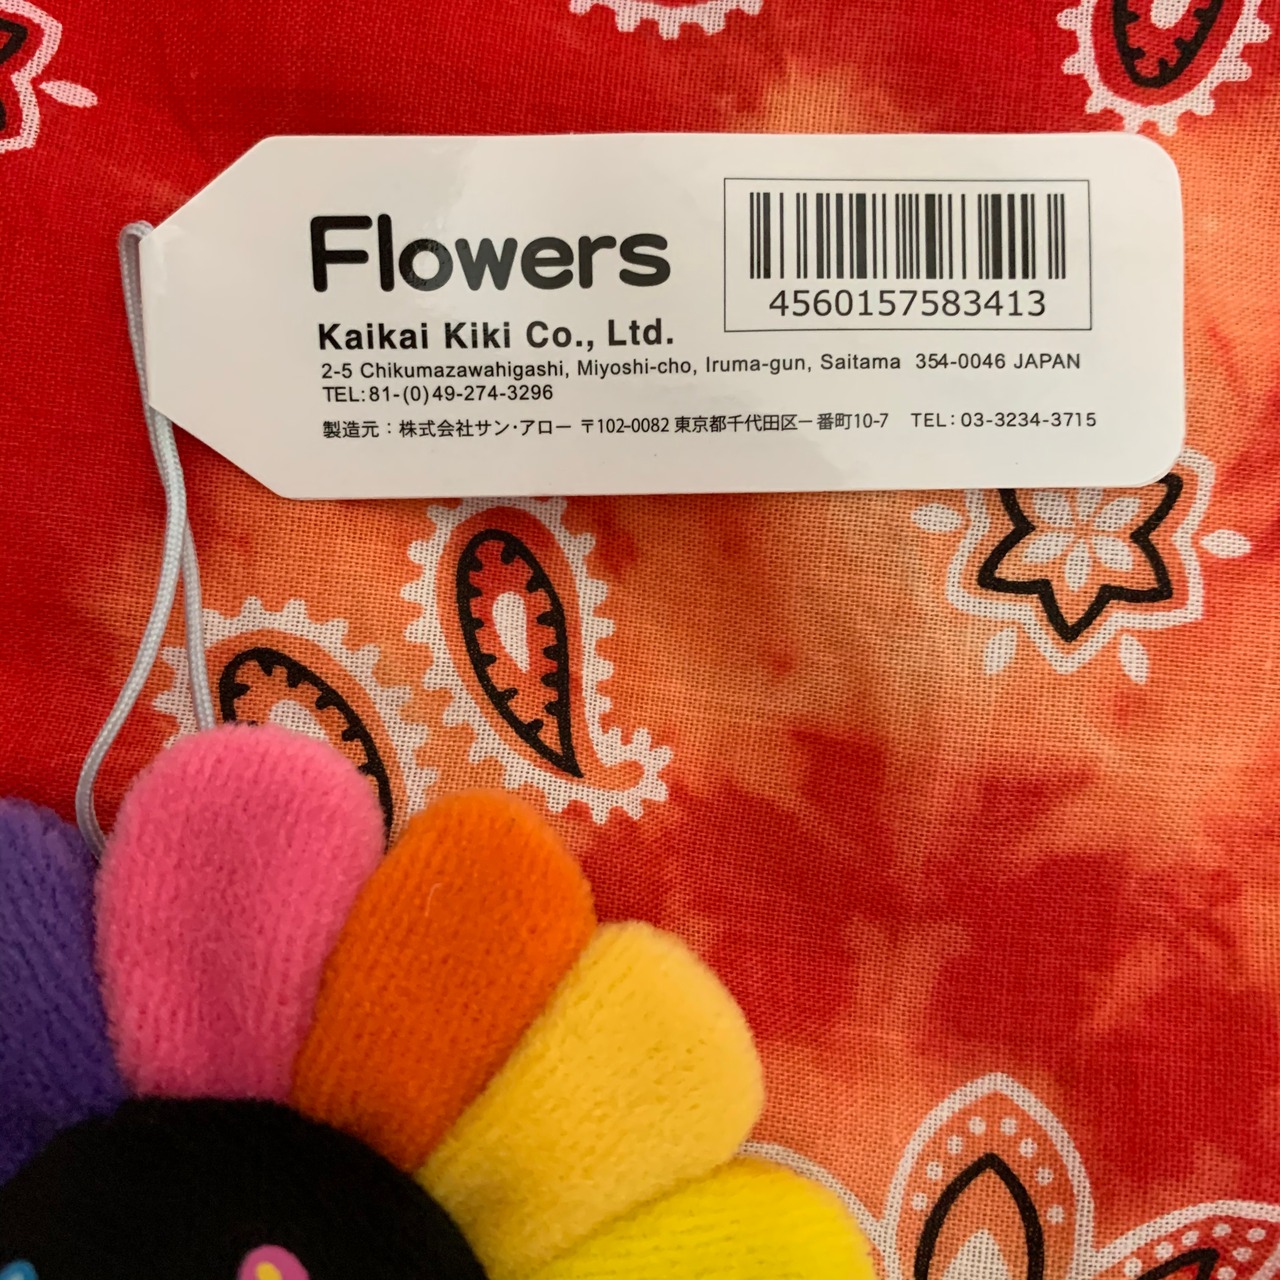 Flowers
4560157583413
Kaikai Kiki Co., Ltd.
2-5 Chikumazawahigashi, Miyoshi-cho, Iruma-gun, Saitama 354-0046 JAPAN
TEL:81-(0)49-274-3296
製造元：株式会社サン・アロー 〒102-0082 東京都千代田区一番町10-7 TEL：03-3234-3715